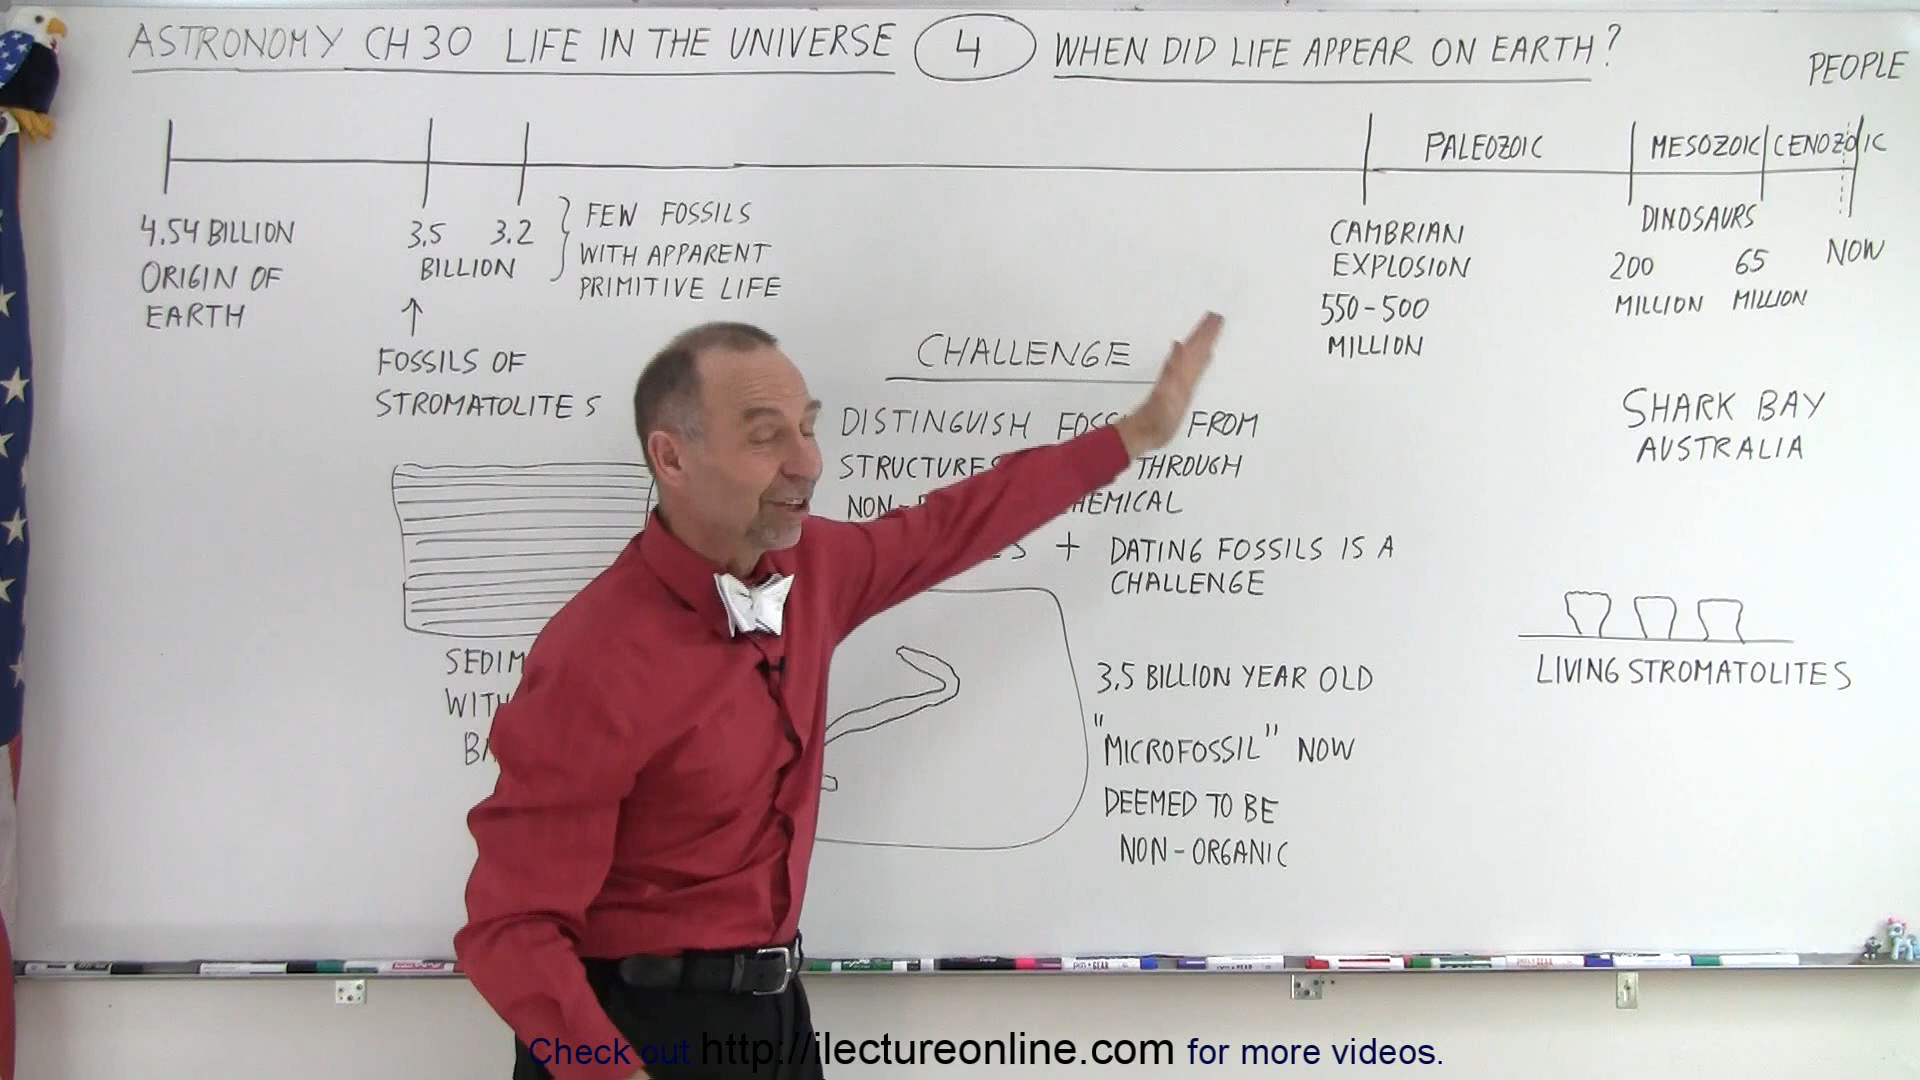 ASTRONOMY CH 30 LIFE IN THE UNIVERSE 4 WHEN DID LIFE APPEAR ON EARTH?
PEOPLE
PALEOZOIC
MESOZOIC
CENOZOIC
4.54 BILLION
ORIGIN OF
EARTH
3.5 3.2
BILLION
FEW FOSSILS
WITH APPARENT
PRIMITIVE LIFE
FOSSILS OF
STROMATOLITES
CAMBRIAN
EXPLOSION
550-500
MILLION
DINOSAURS
200
MILLION
65
MILLION
NOW
CHALLENGE
DISTINGUISH FROM
STRUCTURES THROUGH
NON-
+ DATING FOSSILS IS A
CHALLENGE
SHARK BAY
AUSTRALIA
LIVING STROMATOLITES
3.5 BILLION YEAR OLD
"MICROFOSSIL" NOW
DEEMED TO BE
NON-ORGANIC
Check out http://ilectureonline.com for more videos.